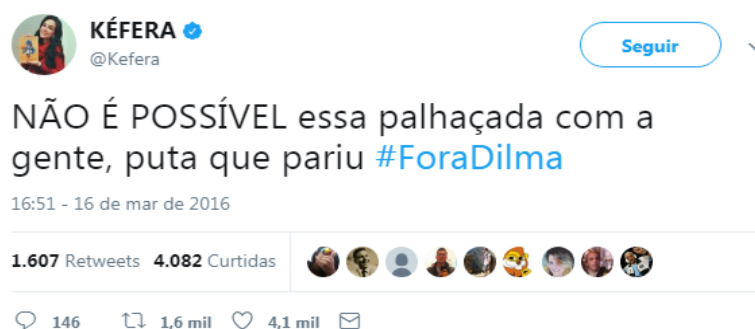 KÉFERA
@Kefera
Seguir
NÃO É POSSÍVEL essa palhaçada com a
gente, puta que pariu #ForaDilma
16:51 - 16 de mar de 2016
1.607 Retweets 4.082 Curtidas
146 1,6 mil 4,1 mil